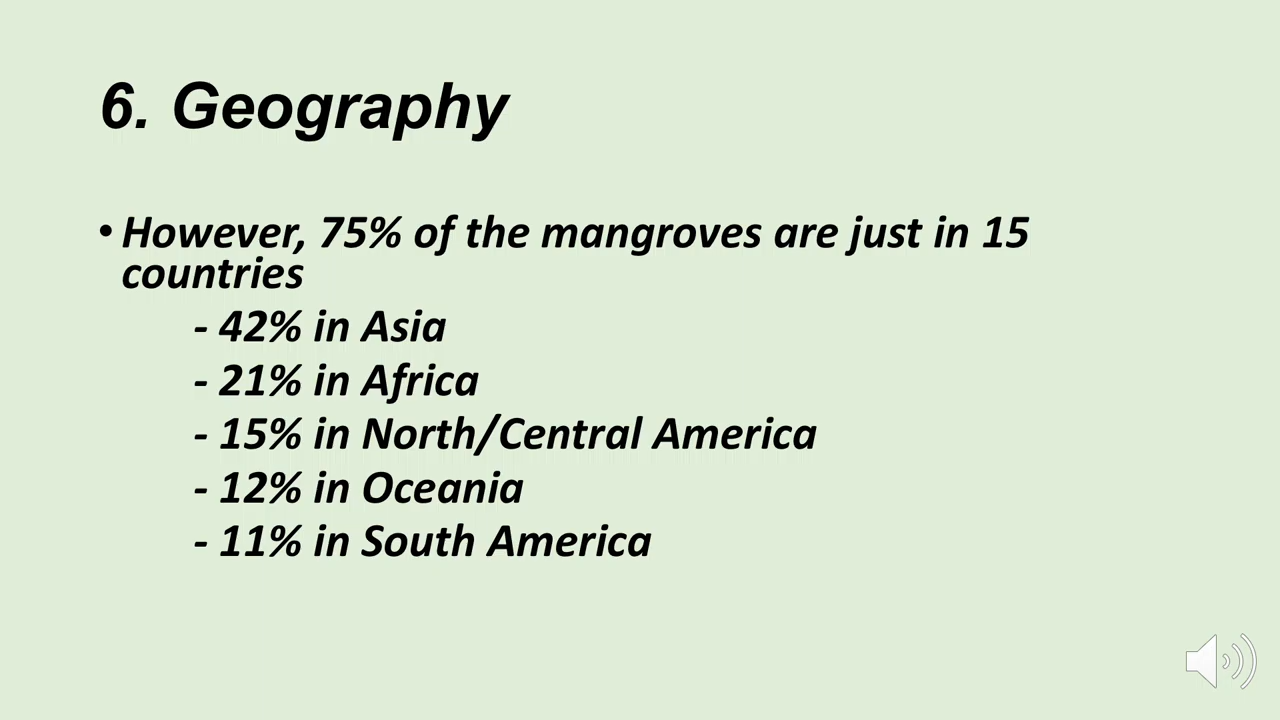 6. Geography
• However, 75% of the mangroves are just in 15
countries
- 42% in Asia
- 21% in Africa
- 15% in North/Central America
- 12% in Oceania
- 11% in South America